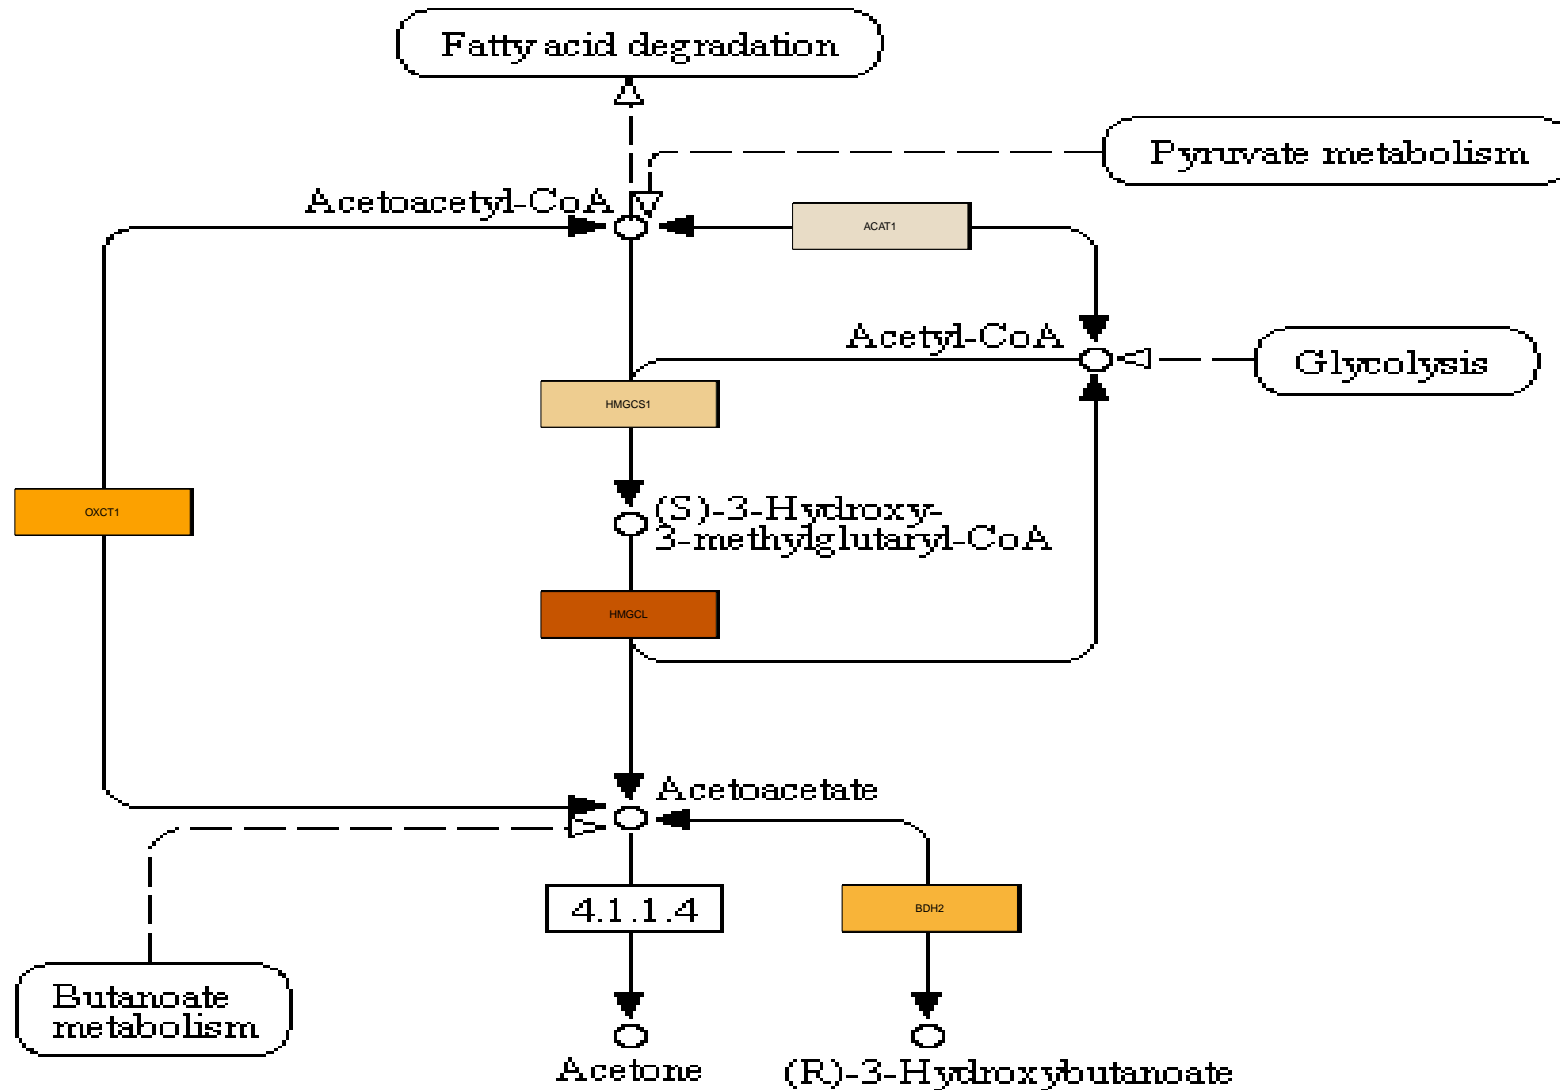 Fatty acid degradation
Pyruvate metabolism
Acetoacetyl-CoA
ACAT1
Acetyl-CoA
Glycolysis
HMGCS1
OXCT1
(S)-3-Hydroxy-
3-methylglutaryl-CoA
HMGCL
Acetoacetate
4.1.1.4
BDH2
Butanoate
metabolism
Acetone
(R)-3-Hydroxybutanoate